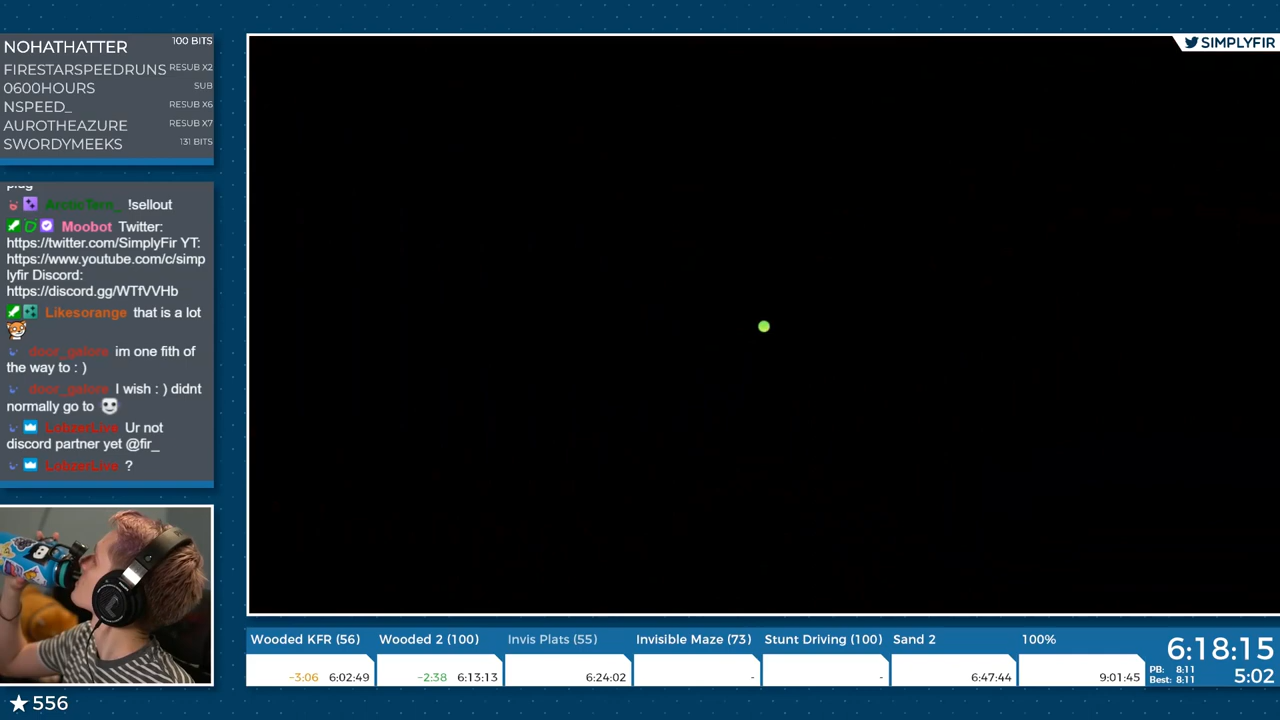 NOHATHATTER 100 BITS
FIRESTARSPEEDRUNS RESUB X2
0600HOURS SUB
NSPEED_ RESUB X6
AUROTHEAZURE RESUB X7
SWORDYMEEKS 131 BITS
SIMPLYFIR
ArcticTern_ !sellout
Moobot Twitter:
https://twitter.com/SimplyFir YT:
https://www.youtube.com/c/simp
lyfir Discord:
https://discord.gg/WTfVVHb
Likesorange that is a lot
door_galore im one fith of
the way to : )
door_galore I wish : ) didnt
normally go to
Ur not
discord partner yet @fir_
?
Wooded KFR (56) Wooded 2 (100) Invis Plats (55) Invisible Maze (73) Stunt Driving (100) Sand 2 100%
-3:06 6:02:49 -2:38 6:13:13 6:24:02 - - 6:47:44 9:01:45
6:18:15
PB: 8:11
Best: 8:11 5:02
556